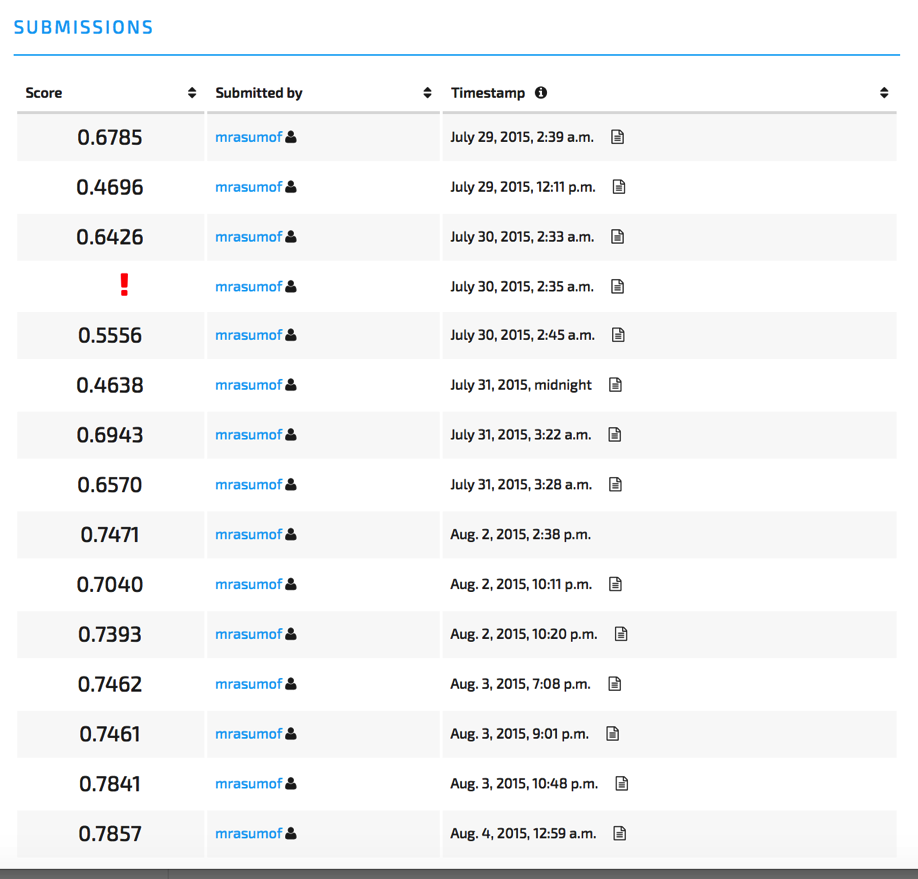 SUBMISSIONS
Score Submitted by Timestamp
0.6785 mrasumof July 29, 2015, 2:39 a.m.
0.4696 mrasumof July 29, 2015, 12:11 p.m.
0.6426 mrasumof July 30, 2015, 2:33 a.m.
! mrasumof July 30, 2015, 2:35 a.m.
0.5556 mrasumof July 30, 2015, 2:45 a.m.
0.4638 mrasumof July 31, 2015, midnight
0.6943 mrasumof July 31, 2015, 3:22 a.m.
0.6570 mrasumof July 31, 2015, 3:28 a.m.
0.7471 mrasumof Aug. 2, 2015, 2:38 p.m.
0.7040 mrasumof Aug. 2, 2015, 10:11 p.m.
0.7393 mrasumof Aug. 2, 2015, 10:20 p.m.
0.7462 mrasumof Aug. 3, 2015, 7:08 p.m.
0.7461 mrasumof Aug. 3, 2015, 9:01 p.m.
0.7841 mrasumof Aug. 3, 2015, 10:48 p.m.
0.7857 mrasumof Aug. 4, 2015, 12:59 a.m.